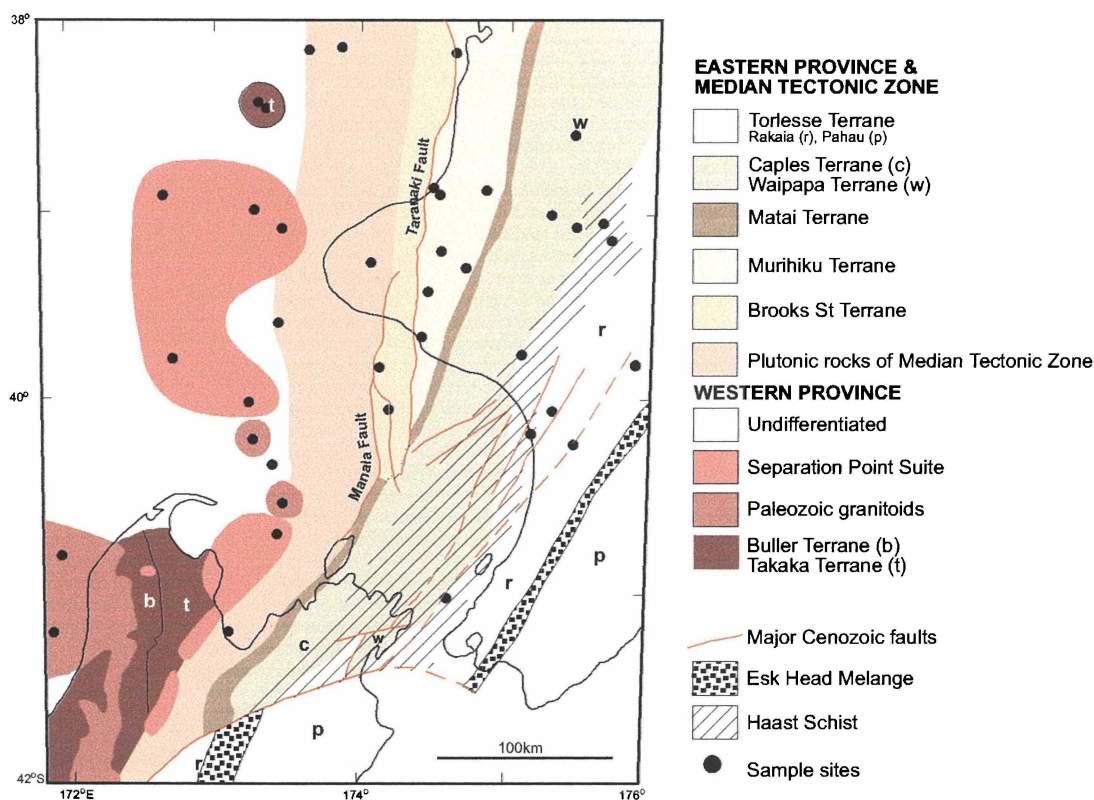 38°
t
w
Taranaki Fault
r
40°
Manaia Fault
p
r
b
t
c
w
p
r
100km
42°S
172°E
174
176°
EASTERN PROVINCE &
MEDIAN TECTONIC ZONE
Torlesse Terrane
Rakaia (r), Pahau (p)
Caples Terrane (c)
Waipapa Terrane (w)
Matai Terrane
Murihiku Terrane
Brooks St Terrane
Plutonic rocks of Median Tectonic Zone
WESTERN PROVINCE
Undifferentiated
Separation Point Suite
Paleozoic granitoids
Buller Terrane (b)
Takaka Terrane (t)
Major Cenozoic faults
Esk Head Melange
Haast Schist
Sample sites